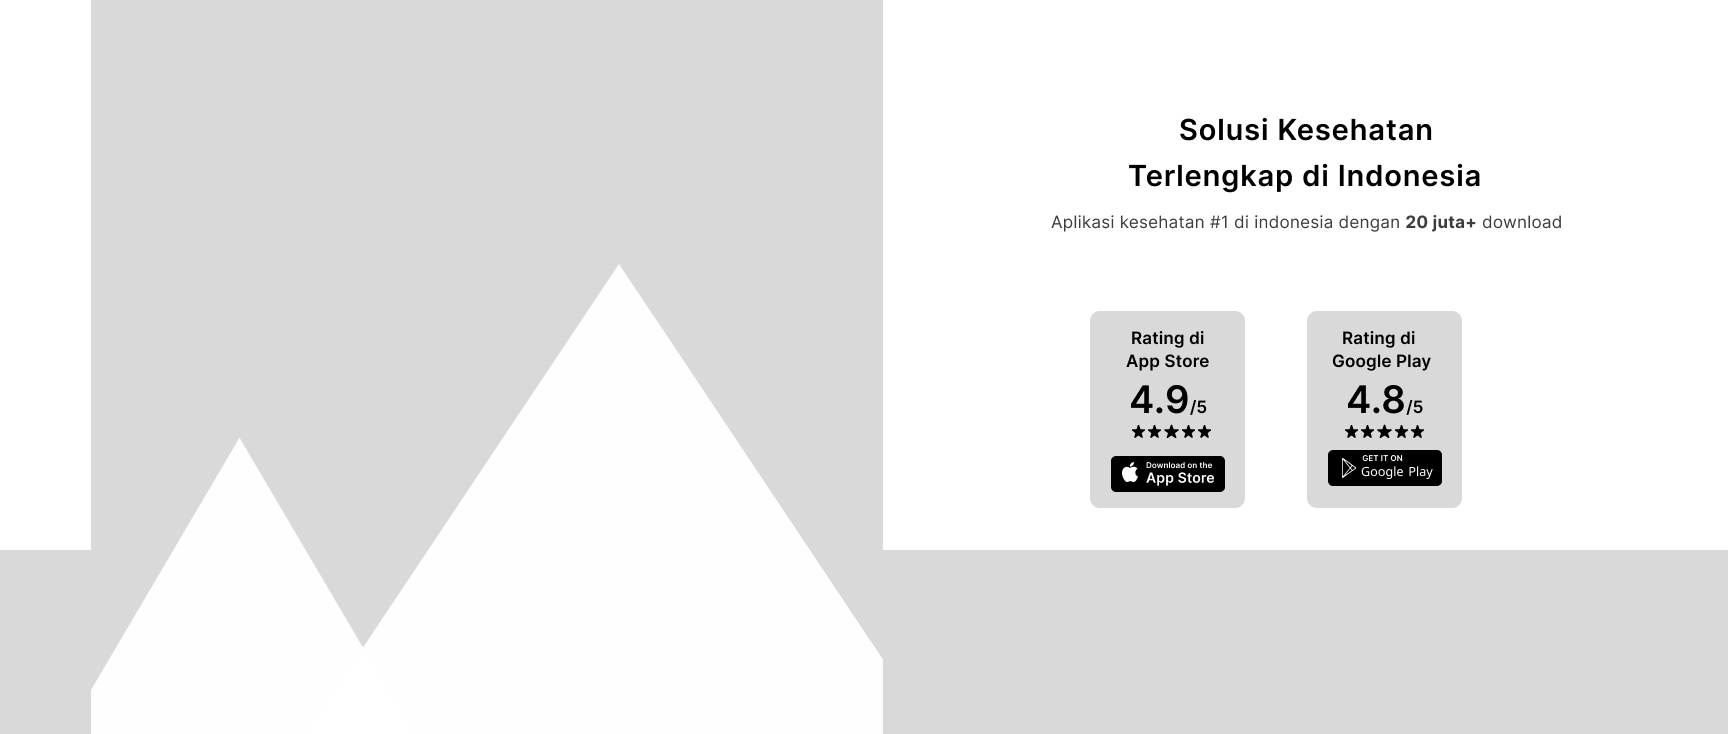 Solusi Kesehatan
Terlengkap di Indonesia
Aplikasi kesehatan #1 di indonesia dengan 20 juta+ download
Rating di
App Store
4.9/5
Download on the
App Store
Rating di
Google Play
4.8/5
GET IT ON
Google Play